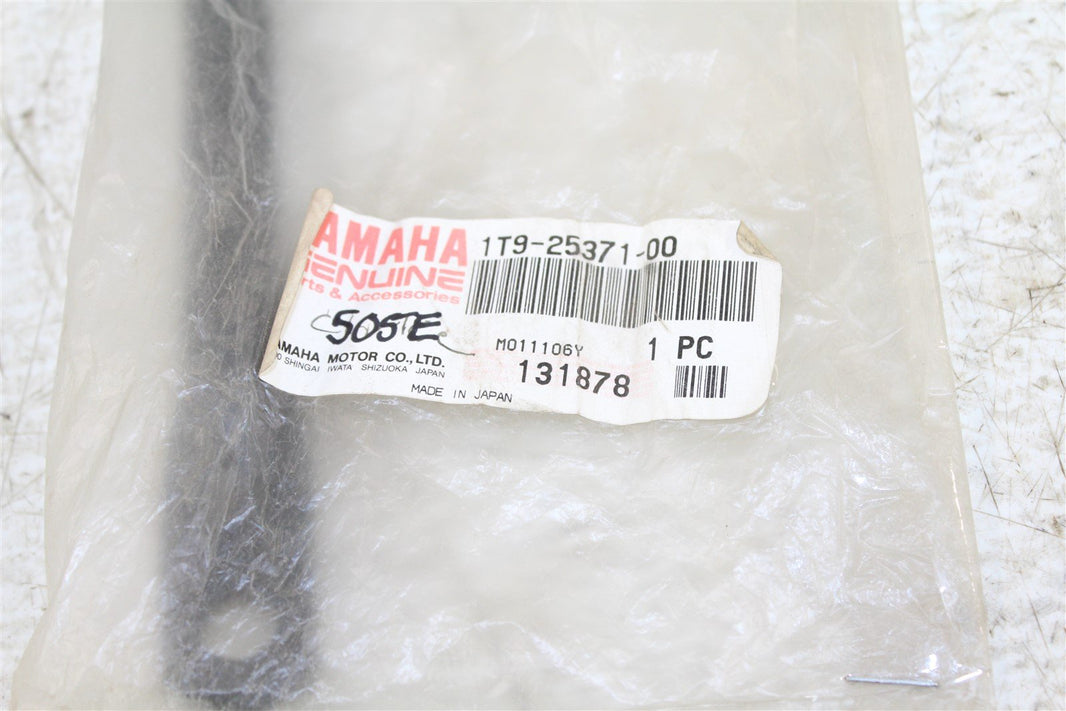 YAMAHA
GENUINE
Parts & Accessories
1T9-25371-00
505E
YAMAHA MOTOR CO., LTD.
SHINGAI IWATA SHIZUOKA JAPAN
M011106Y
1 PC
131878
MADE IN JAPAN